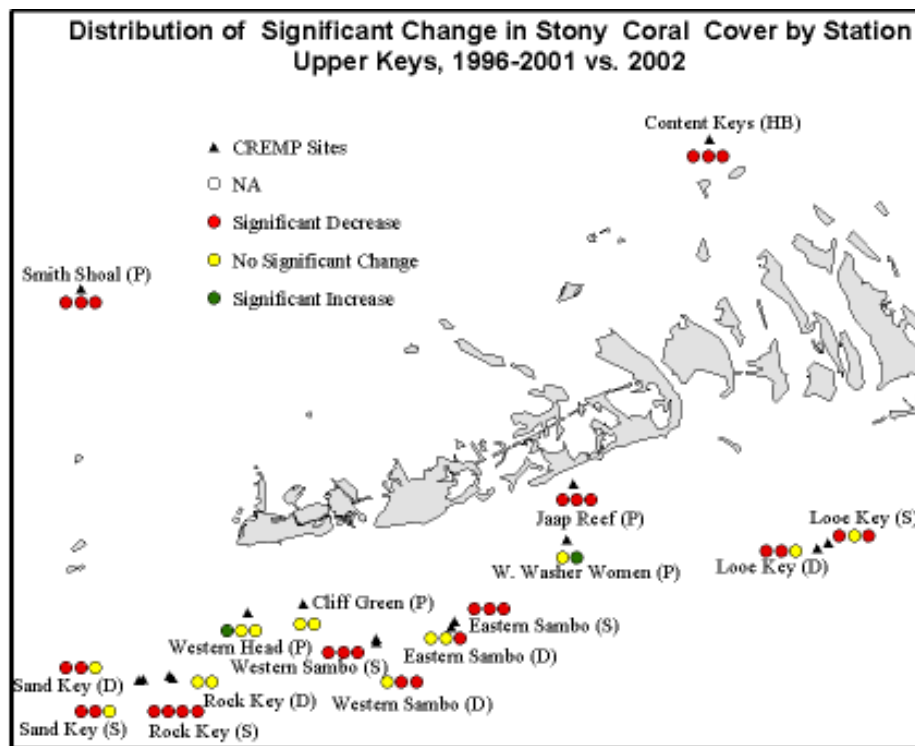 Distribution of Significant Change in Stony Coral Cover by Station
Upper Keys, 1996-2001 vs. 2002
Content Keys (HB)
CREMP Sites
NA
Significant Decrease
No Significant Change
Significant Increase
Smith Shoal (P)
Jaap Reef (P)
Looe Key (S)
Looe Key (D)
W. Washer Women (P)
Cliff Green (P)
Eastern Sambo (S)
Western Head (P)
Eastern Sambo (D)
Western Sambo (S)
Sand Key (D)
Rock Key (D)
Western Sambo (D)
Sand Key (S)
Rock Key (S)